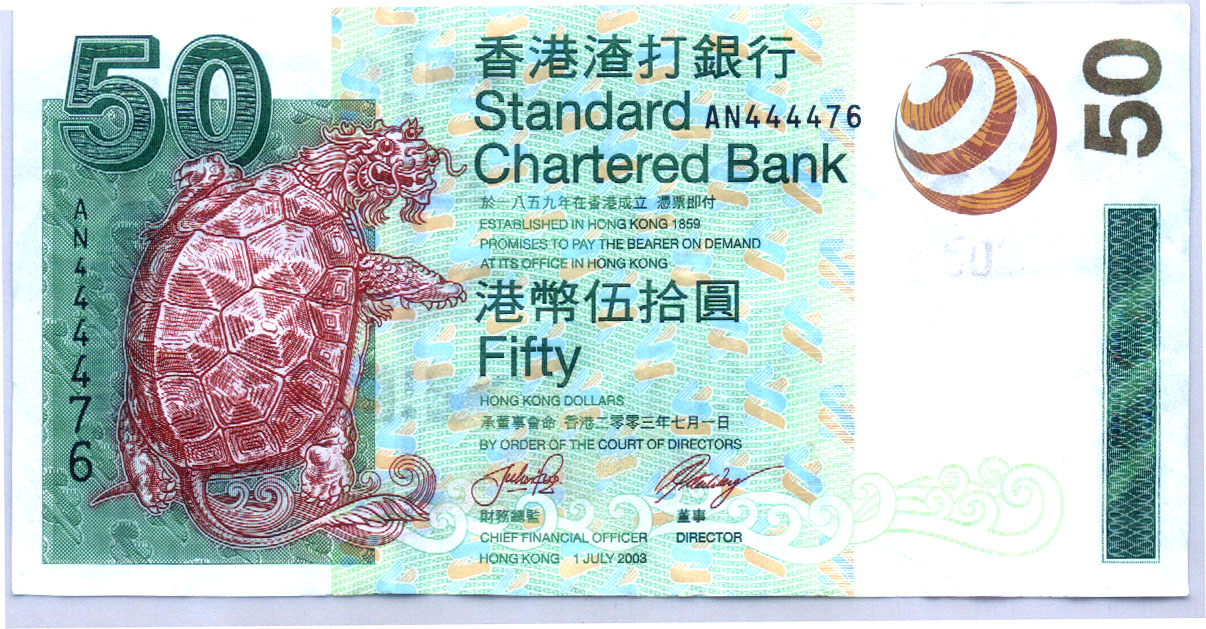 50
香港渣打銀行
Standard
Chartered Bank
AN444476
50
於一八五九年在香港成立 憑票即付
ESTABLISHED IN HONG KONG 1859
PROMISES TO PAY THE BEARER ON DEMAND
AT ITS OFFICE IN HONG KONG
AN444476
50
港幣伍拾圓
Fifty
HONG KONG DOLLARS
承董事會命 香港二零零三年七月一日
BY ORDER OF THE COURT OF DIRECTORS
財務總監 董事
CHIEF FINANCIAL OFFICER DIRECTOR
HONG KONG 1 JULY 2003